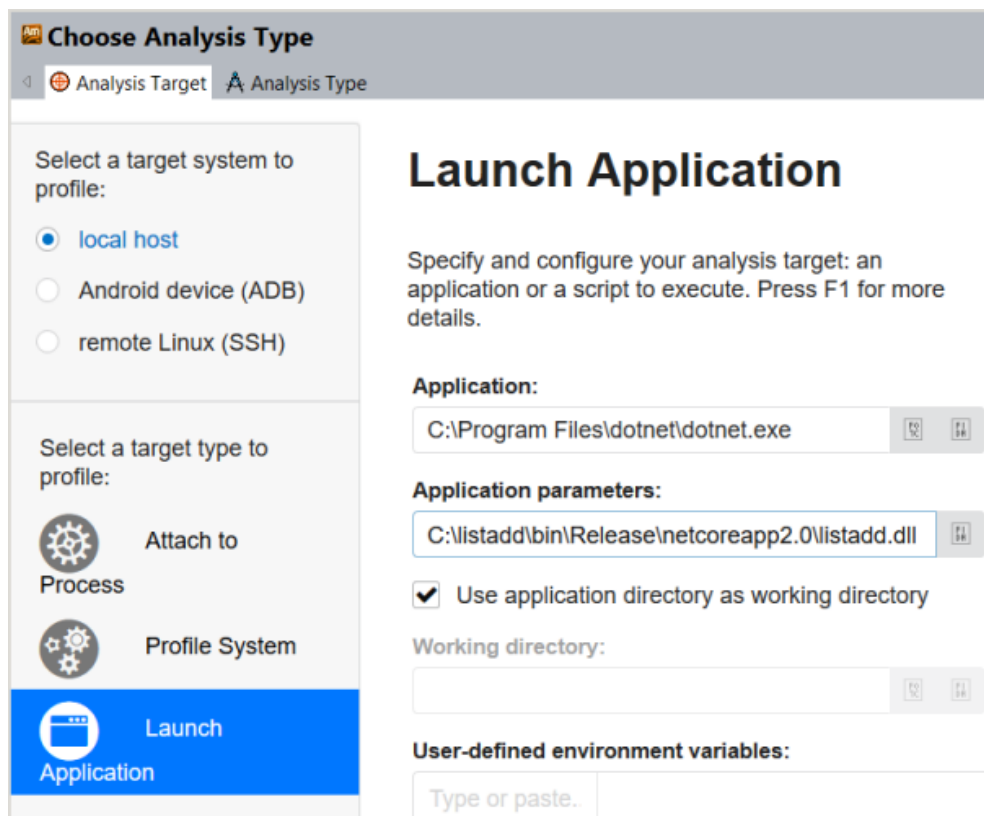 Choose Analysis Type
Analysis Target Analysis Type
Select a target system to
profile:
local host
Android device (ADB)
remote Linux (SSH)
Select a target type to
profile:
Attach to
Process
Profile System
Launch
Application
Launch Application
Specify and configure your analysis target: an
application or a script to execute. Press F1 for more
details.
Application:
C:\Program Files\dotnet\dotnet.exe
Application parameters:
C:\listadd\bin\Release\netcoreapp2.0\listadd.dll
Use application directory as working directory
Working directory:
User-defined environment variables:
Type or paste..